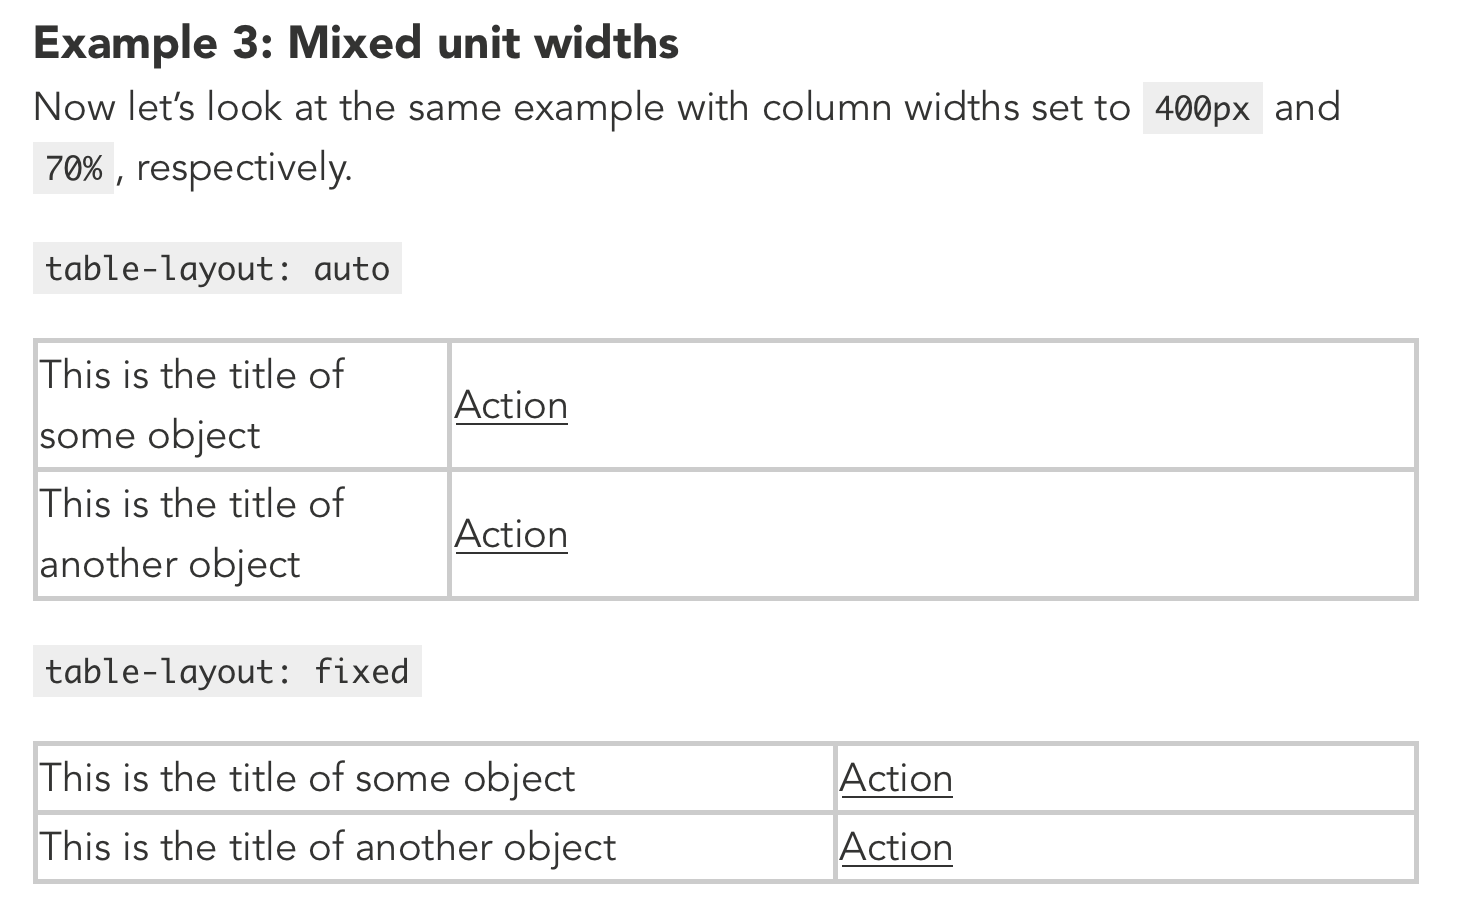 Example 3: Mixed unit widths
Now let’s look at the same example with column widths set to 400px and
70% , respectively.
table-layout: auto
This is the title of
some object
Action
This is the title of
another object
Action
table-layout: fixed
This is the title of some object
Action
This is the title of another object
Action